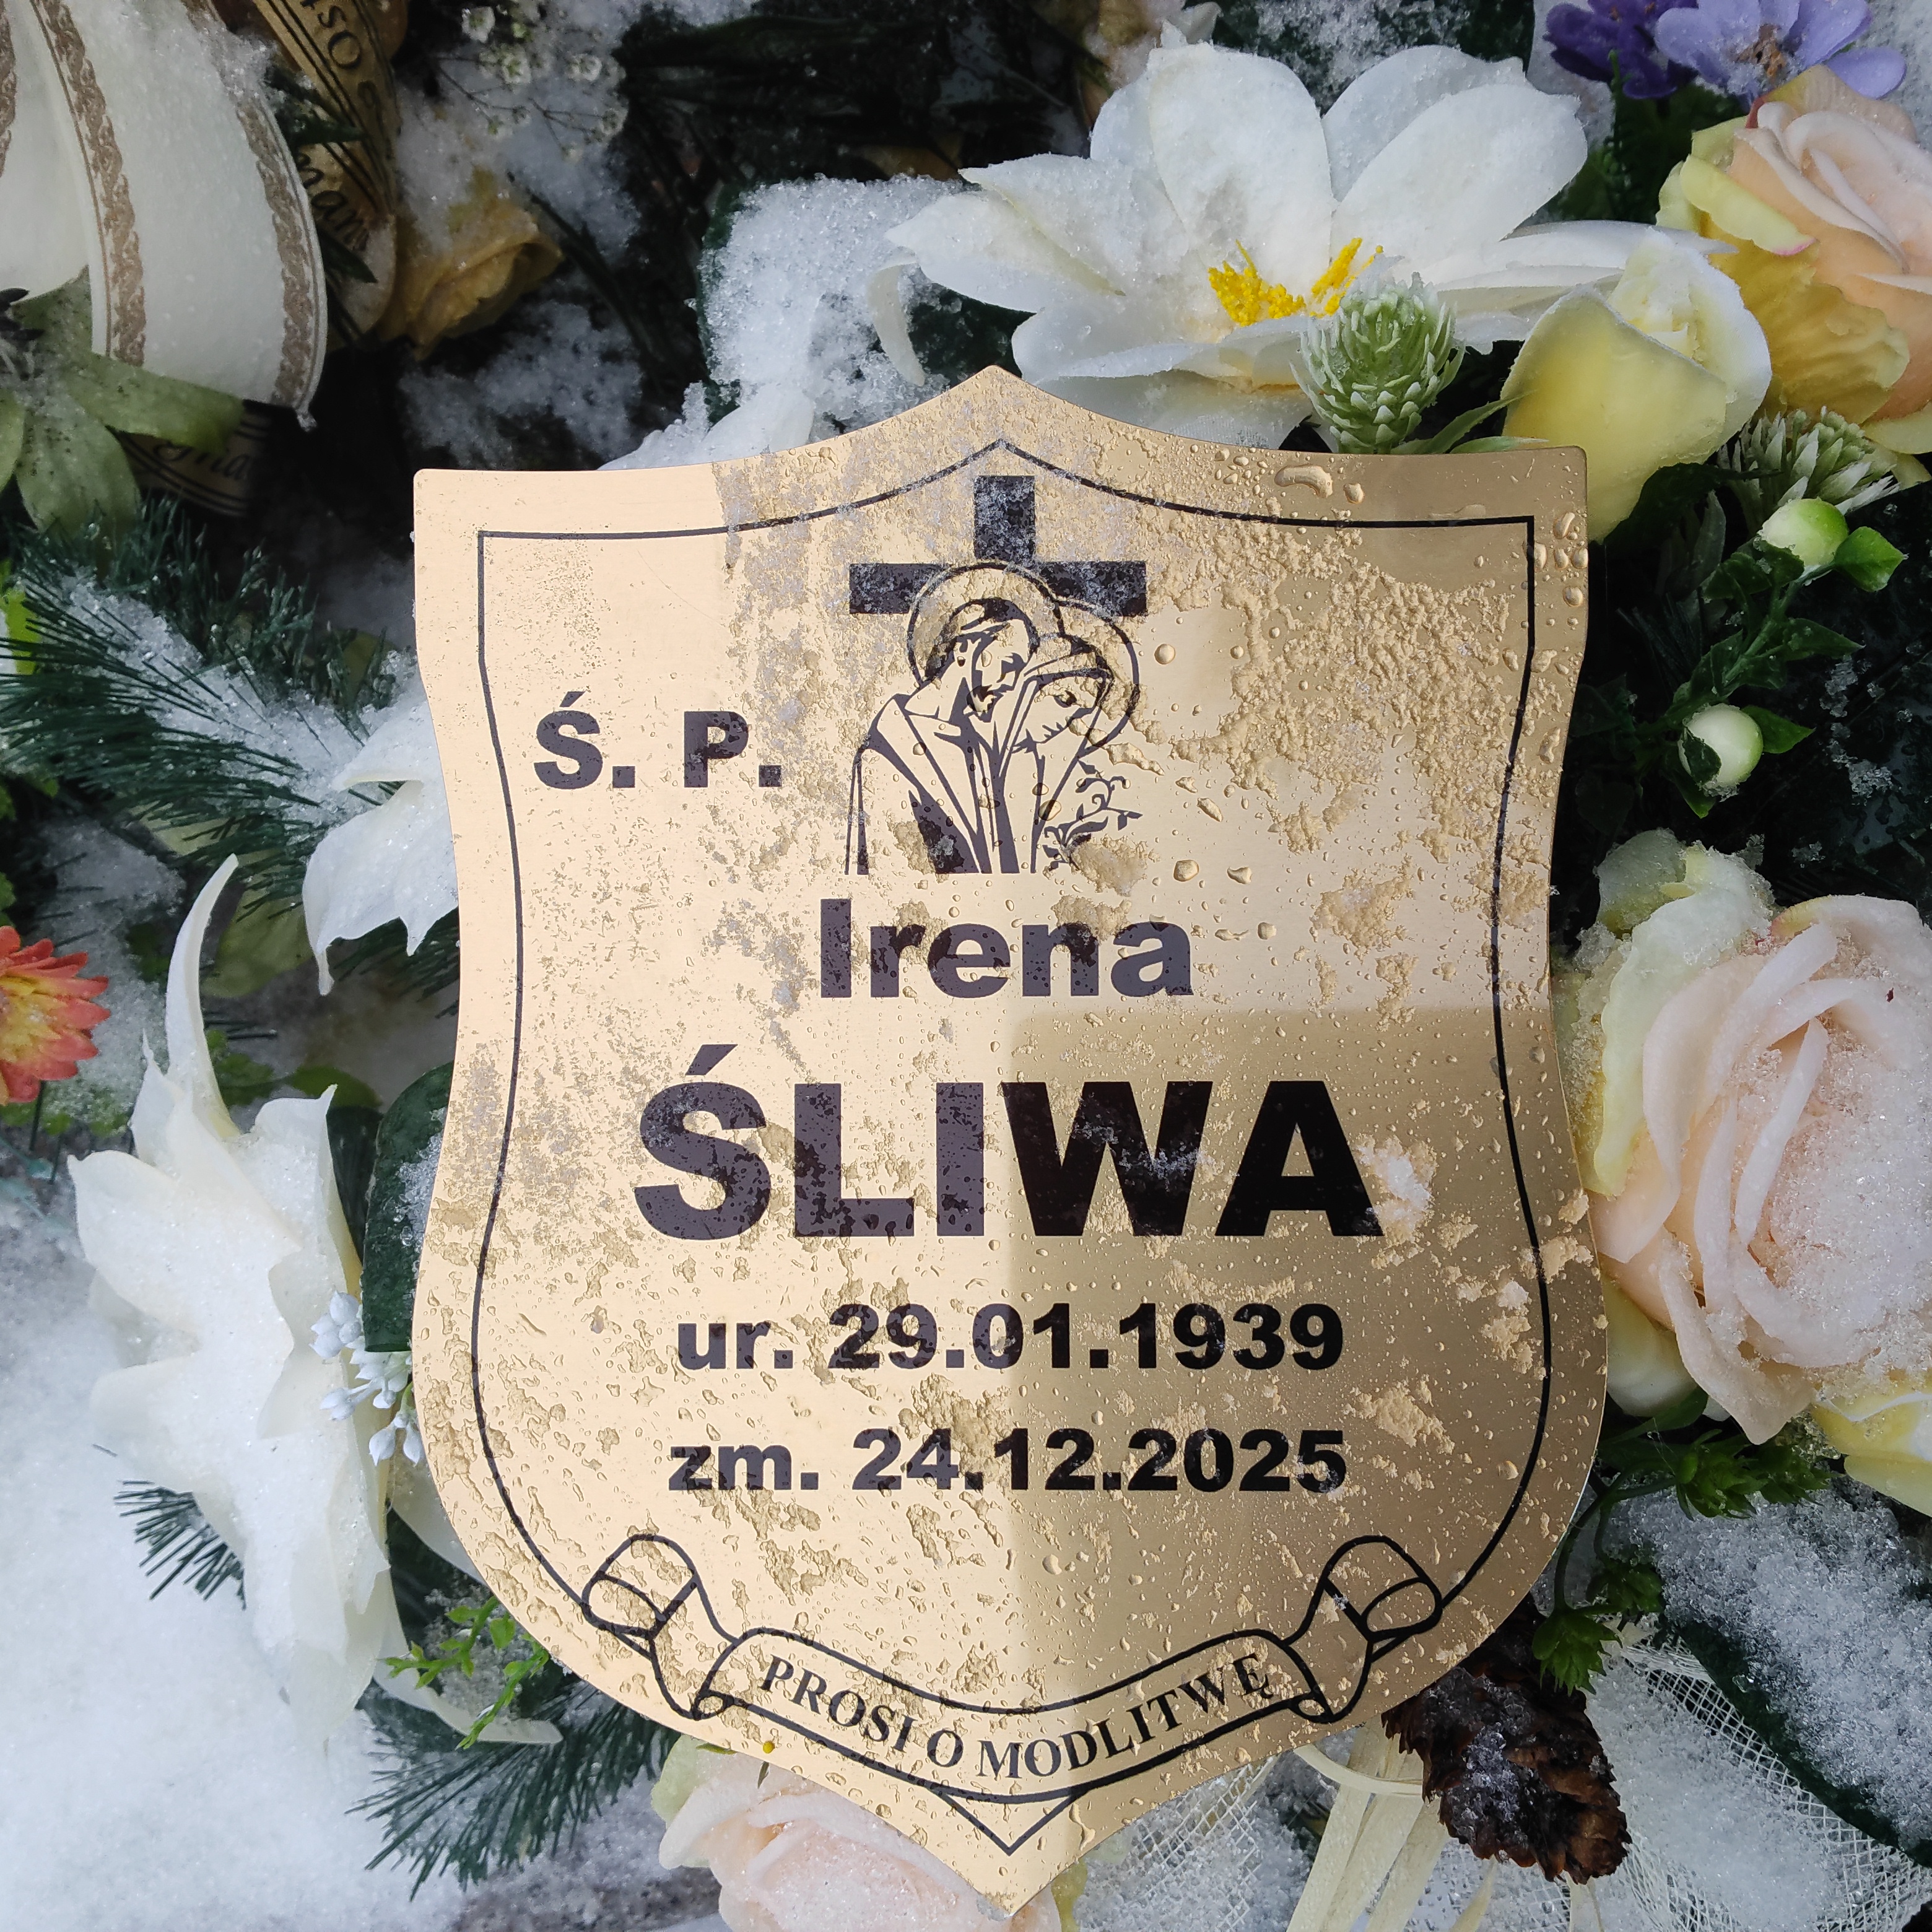 Ś. P.
Irena
ŚLIWA
ur. 29.01.1939
zm. 24.12.2025
PROSI O MODLITWĘ